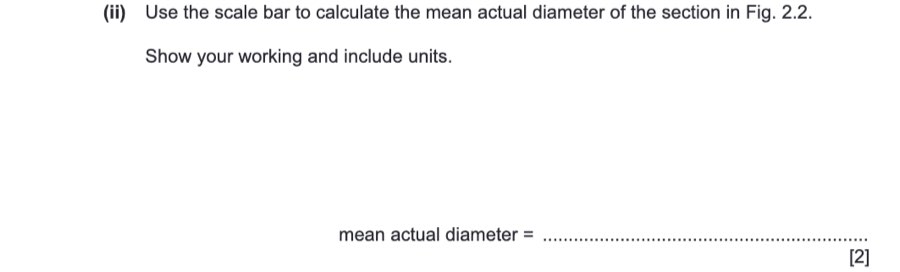 (ii) Use the scale bar to calculate the mean actual diameter of the section in Fig. 2.2.
Show your working and include units.
mean actual diameter = ................................................................
[2]